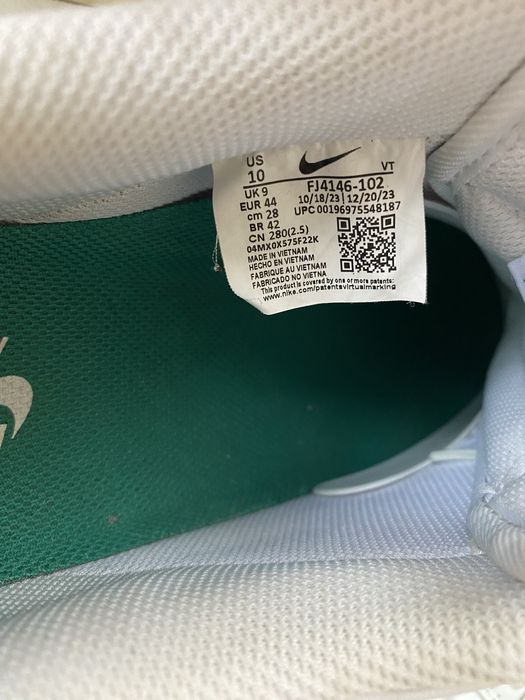 US
VT
10
FJ4146-102
UK 9
10/18/23 | 12/20/23
EUR 44
UPC 00196975548187
cm 28
BR 42
CN 280(2.5)
04MX0X575F22K
MADE IN VIETNAM
HECHO EN VIETNAM
FABRIQUE AU VIETNAM
FABRICADO NO VIETNA
This product is covered by one or more patents:
www.nike.com/patentsvirtualmarking